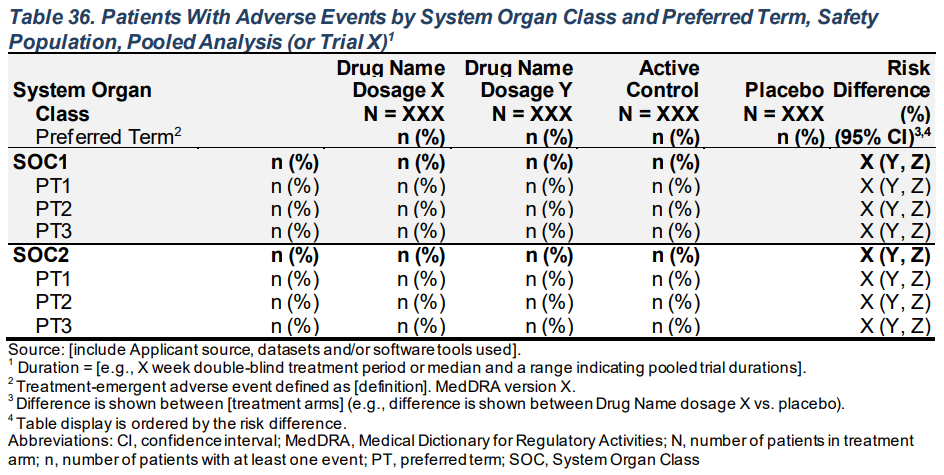 Table 36. Patients With Adverse Events by System Organ Class and Preferred Term, Safety
Population, Pooled Analysis (or Trial X)1
Drug Name Drug Name Active Risk
System Organ Dosage X Dosage Y Control Placebo Difference
Class N = XXX N = XXX N = XXX N = XXX (%)
Preferred Term2 n (%) n (%) n (%) n (%) (95% CI)3,4
SOC1 n (%) n (%) n (%) n (%) X (Y, Z)
PT1 n (%) n (%) n (%) n (%) X (Y, Z)
PT2 n (%) n (%) n (%) n (%) X (Y, Z)
PT3 n (%) n (%) n (%) n (%) X (Y, Z)
SOC2 n (%) n (%) n (%) n (%) X (Y, Z)
PT1 n (%) n (%) n (%) n (%) X (Y, Z)
PT2 n (%) n (%) n (%) n (%) X (Y, Z)
PT3 n (%) n (%) n (%) n (%) X (Y, Z)
Source: [include Applicant source, datasets and/or software tools used].
1 Duration = [e.g., X week double-blind treatment period or median and a range indicating pooled trial durations].
2 Treatment-emergent adverse event defined as [definition]. MedDRA version X.
3 Difference is shown between [treatment arms] (e.g., difference is shown between Drug Name dosage X vs. placebo).
4 Table display is ordered by the risk difference.
Abbreviations: CI, confidence interval; MedDRA, Medical Dictionary for Regulatory Activities; N, number of patients in treatment
arm; n, number of patients with at least one event; PT, preferred term; SOC, System Organ Class